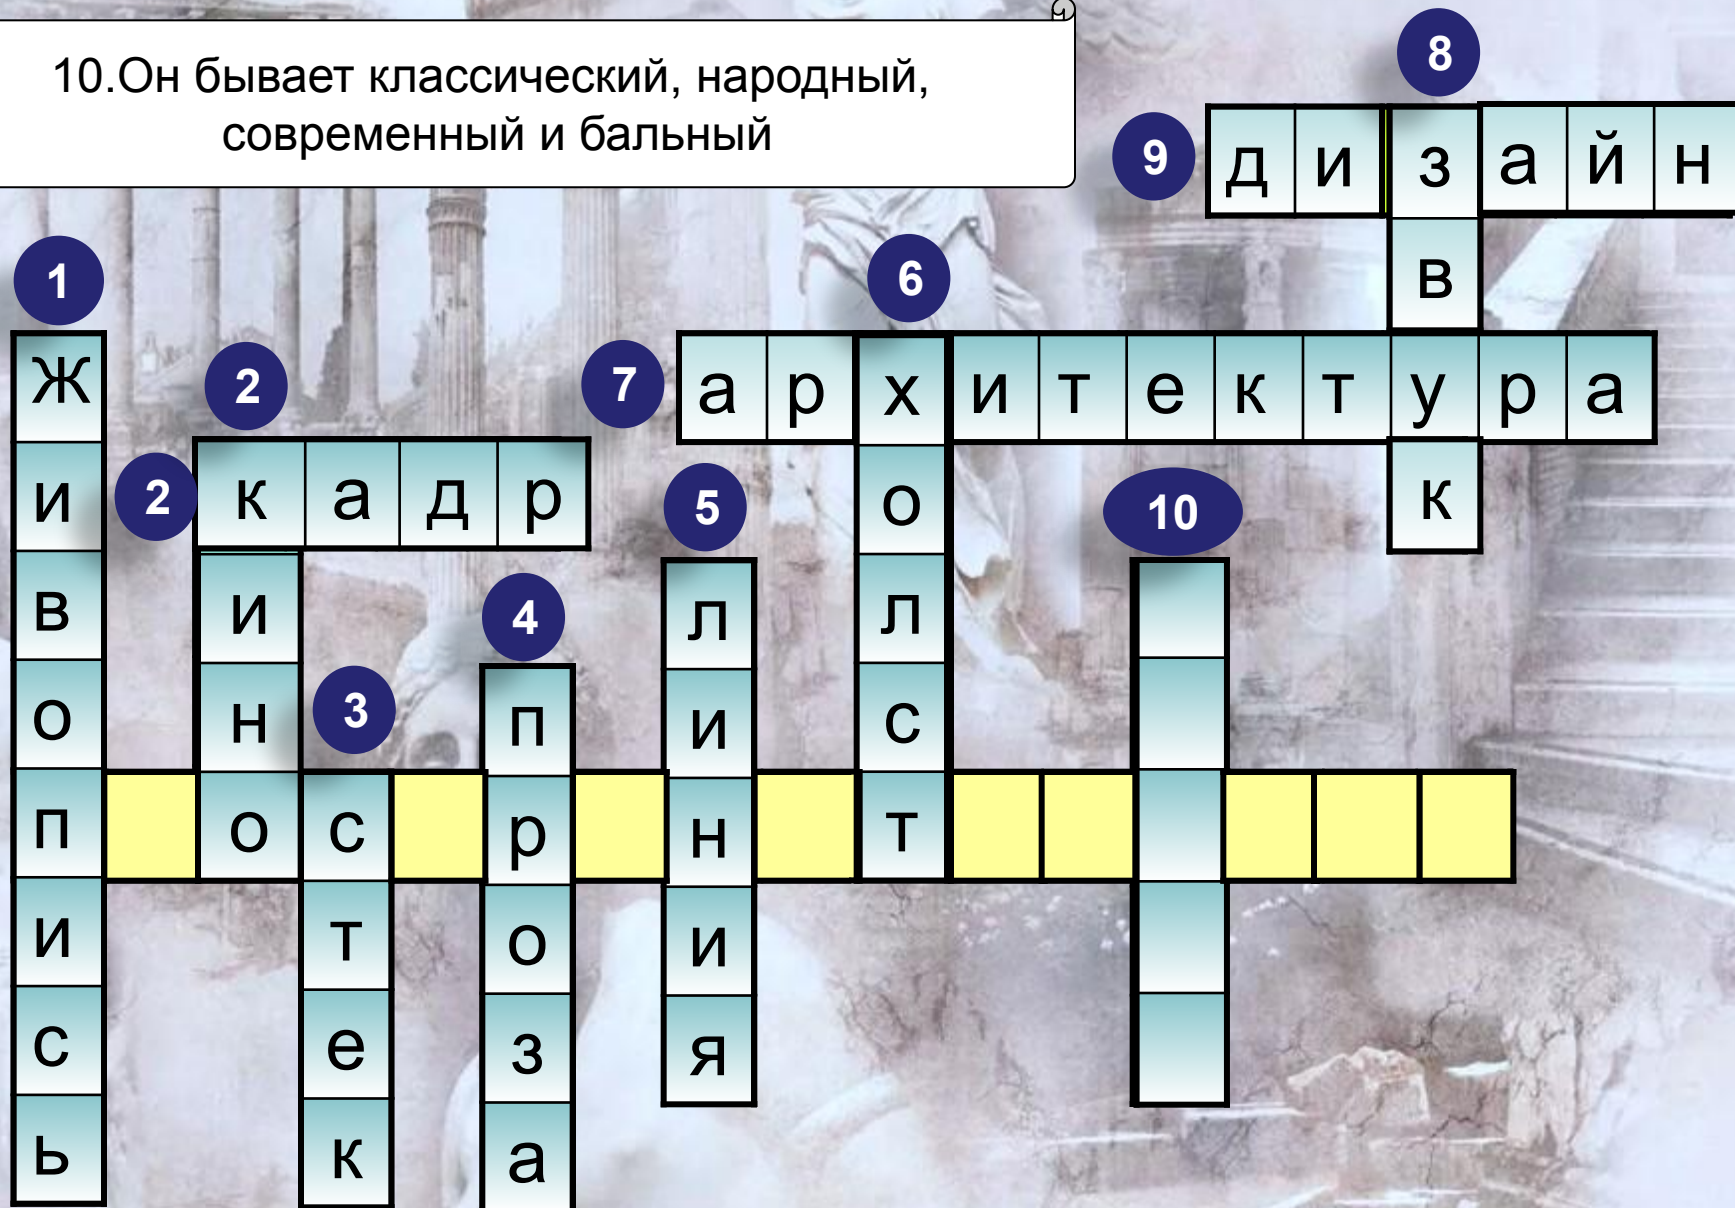 10.Он бывает классический, народный,
современный и бальный
8
9
дизайн
звук
1
6
живопись
2
7
архитектура
холст
2
кадр
кино
5
линия
10
4
проза
3
стек